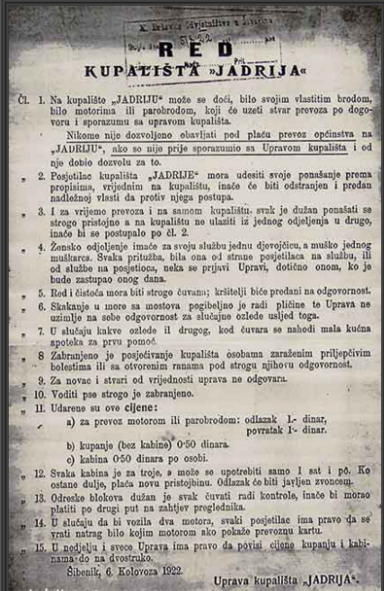 RED
KUPALIŠTA »JADRIJA«
Čl. 1. Na kupalište „JADRIJU“ može se doći, bilo svojim vlastitim brodom,
bilo motorima ili parobrodom, koji će uzeti stvar prevoza po dogo-
voru i sporazumu sa upravom kupališta.
Nikome nije dozvoljeno obavljati pod plaću prevoz općinstva na
„JADRIJU“, ako so nije prije sporazumio sa Upravom kupališta i od
nje dobio dozvolu za to.
„ 2. Posjetilac kupališta „JADRIJE“ mora udesiti svoje ponašanje prema
propisima, vrijednim na kupalištu, inače će biti odstranjen i predan
nadležnoj vlasti da protiv njega postupa.
„ 3. I za vrijeme prevoza i na samom kupalištu svak je dužan ponašati se
strogo pristojno a na kupalištu ne ulaziti iz jednog odjeljenja u drugo,
inače bi se postupalo po čl. 2.
„ 4. Žensko odjeljenje imaće za svoju službu jednu djevojčicu, a muško jednog
muškarca. Svaka pritužba, bila ona od strane posjetilaca na službu, ili
od službe na posjetioca, neka se prjavi Upravi, dotično onom, ko je
bude zastupao onog dana.
„ 5. Red i čistoća mora biti strogo čuvana; kršitelji biće predani na odgovornost.
„ 6. Skakanje u more sa mostova pogibeljno je radi pličine te Uprava ne
uzimlje na sebe odgovornost za slučajne ozlede usljed toga.
„ 7. U slučaju kakve ozlede il drugog, kod čuvara se nahodi mala kućna
apoteka za prvu pomoć.
„ 8 Zabranjeno je posjećivanje kupališta osobama zaraženim priljepčivim
bolestima ili sa otvorenim ranama pod strogu njihovu odgovornost.
„ 9. Za novac i stvari od vrijednosti uprava ne odgovara.
„ 10. Voditi pse strogo je zabranjeno.
„ 11. Udarene su ove cijene:
a) za prevoz motorom ili parobrodom: odlazak 1.- dinar,
povratak 1·- dinar.
b) kupanje (bez kabine) 0·50 dinara.
c) kabina 0·50 dinara po osobi.
„ 12. Svaka kabina je za troje, a može se upotrebiti samo 1 sat i pô. Ko
ostane dulje, plaća novu pristojbinu. Odlazak će biti javljen zvoncem.
„ 13. Odreske blokova dužan je svak čuvati radi kontrole, inače bi morao
platiti po drugi put na zahtjev preglednika.
„ 14. U slučaju da bi vozila dva motora, svaki posjetilac ima pravo da se
vrati natrag bilo kojim motorom ako pokaže prevoznu kartu.
„ 15. U nedjelju i svece Uprava ima pravo da povisi cijene kupanju i kabi-
nama do na dvostruko.
Šibenik, 6. Kolovoza 1922.
Uprava kupališta „JADRIJA“.